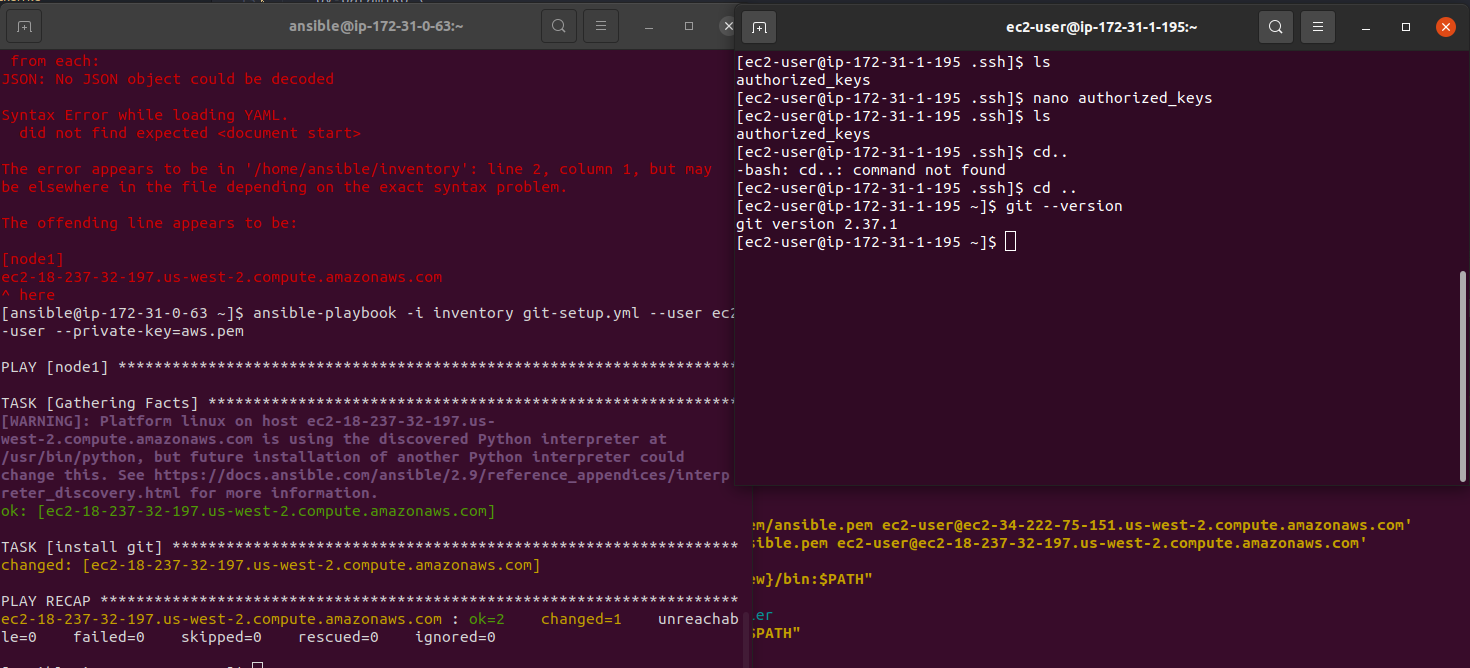 ansible@ip-172-31-0-63:~
from each:
JSON: No JSON object could be decoded
Syntax Error while loading YAML.
did not find expected <document start>
The error appears to be in '/home/ansible/inventory': line 2, column 1, but may
be elsewhere in the file depending on the exact syntax problem.
The offending line appears to be:
[node1]
ec2-18-237-32-197.us-west-2.compute.amazonaws.com
^ here
[ansible@ip-172-31-0-63 ~]$ ansible-playbook -i inventory git-setup.yml --user ec2
-user --private-key=aws.pem
PLAY [node1] *********************************************************************
TASK [Gathering Facts] ***********************************************************
[WARNING]: Platform linux on host ec2-18-237-32-197.us-
west-2.compute.amazonaws.com is using the discovered Python interpreter at
/usr/bin/python, but future installation of another Python interpreter could
change this. See https://docs.ansible.com/ansible/2.9/reference_appendices/interp
reter_discovery.html for more information.
ok: [ec2-18-237-32-197.us-west-2.compute.amazonaws.com]
TASK [install git] ***************************************************************
changed: [ec2-18-237-32-197.us-west-2.compute.amazonaws.com]
PLAY RECAP ***********************************************************************
ec2-18-237-32-197.us-west-2.compute.amazonaws.com : ok=2    changed=1    unreachab
le=0    failed=0    skipped=0    rescued=0    ignored=0
ec2-user@ip-172-31-1-195:~
[ec2-user@ip-172-31-1-195 .ssh]$ ls
authorized_keys
[ec2-user@ip-172-31-1-195 .ssh]$ nano authorized_keys
[ec2-user@ip-172-31-1-195 .ssh]$ ls
authorized_keys
[ec2-user@ip-172-31-1-195 .ssh]$ cd..
-bash: cd..: command not found
[ec2-user@ip-172-31-1-195 .ssh]$ cd ..
[ec2-user@ip-172-31-1-195 ~]$ git --version
git version 2.37.1
[ec2-user@ip-172-31-1-195 ~]$
em/ansible.pem ec2-user@ec2-34-222-75-151.us-west-2.compute.amazonaws.com'
sible.pem ec2-user@ec2-18-237-32-197.us-west-2.compute.amazonaws.com'
ew}/bin:$PATH"
er
$PATH"